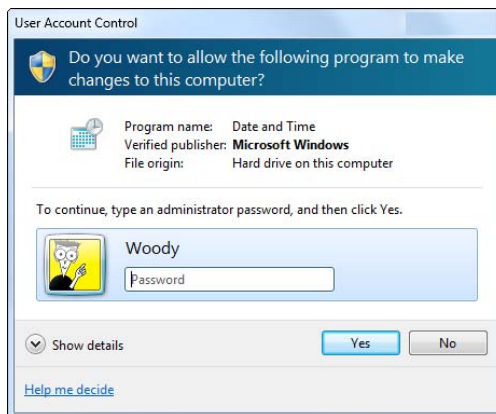 User Account Control
Do you want to allow the following program to make
changes to this computer?
Program name: Date and Time
Verified publisher: Microsoft Windows
File origin: Hard drive on this computer
To continue, type an administrator password, and then click Yes.
Woody
Password
Show details
Yes
No
Help me decide